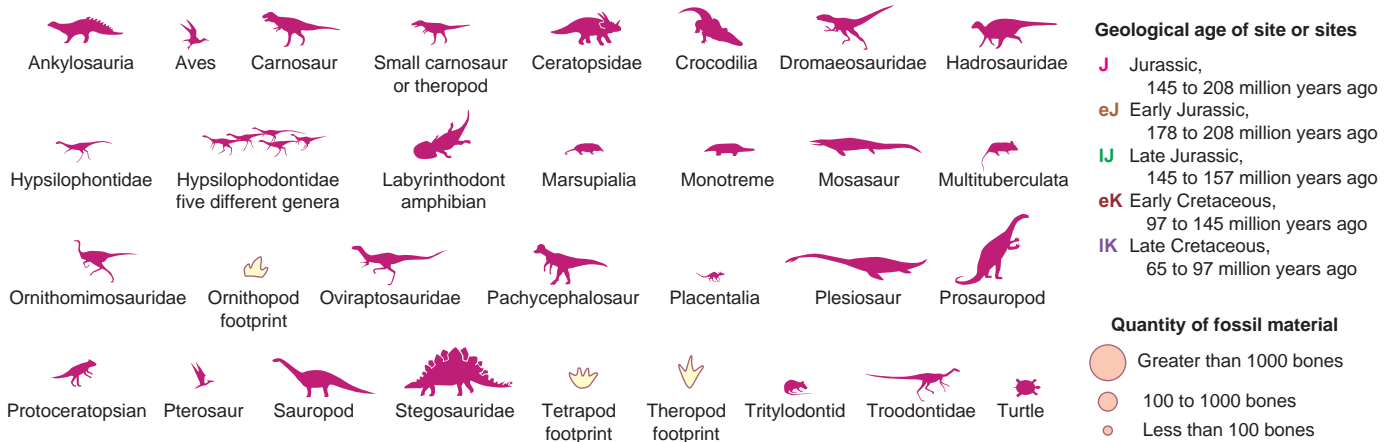 Ankylosauria Aves Carnosaur Small carnosaur Ceratopsidae Crocodilia Dromaeosauridae Hadrosauridae
or theropod
Hypsilophontidae Hypsilophodontidae Labyrinthodont Marsupialia Monotreme Mosasaur Multituberculata
five different genera amphibian
Ornithomimosauridae Ornithopod Oviraptosauridae Pachycephalosaur Placentalia Plesiosaur Prosauropod
footprint
Protoceratopsian Pterosaur Sauropod Stegosauridae Tetrapod Theropod Tritylodontid Troodontidae Turtle
footprint footprint
Geological age of site or sites
J Jurassic,
145 to 208 million years ago
eJ Early Jurassic,
178 to 208 million years ago
lJ Late Jurassic,
145 to 157 million years ago
eK Early Cretaceous,
97 to 145 million years ago
lK Late Cretaceous,
65 to 97 million years ago
Quantity of fossil material
Greater than 1000 bones
100 to 1000 bones
Less than 100 bones